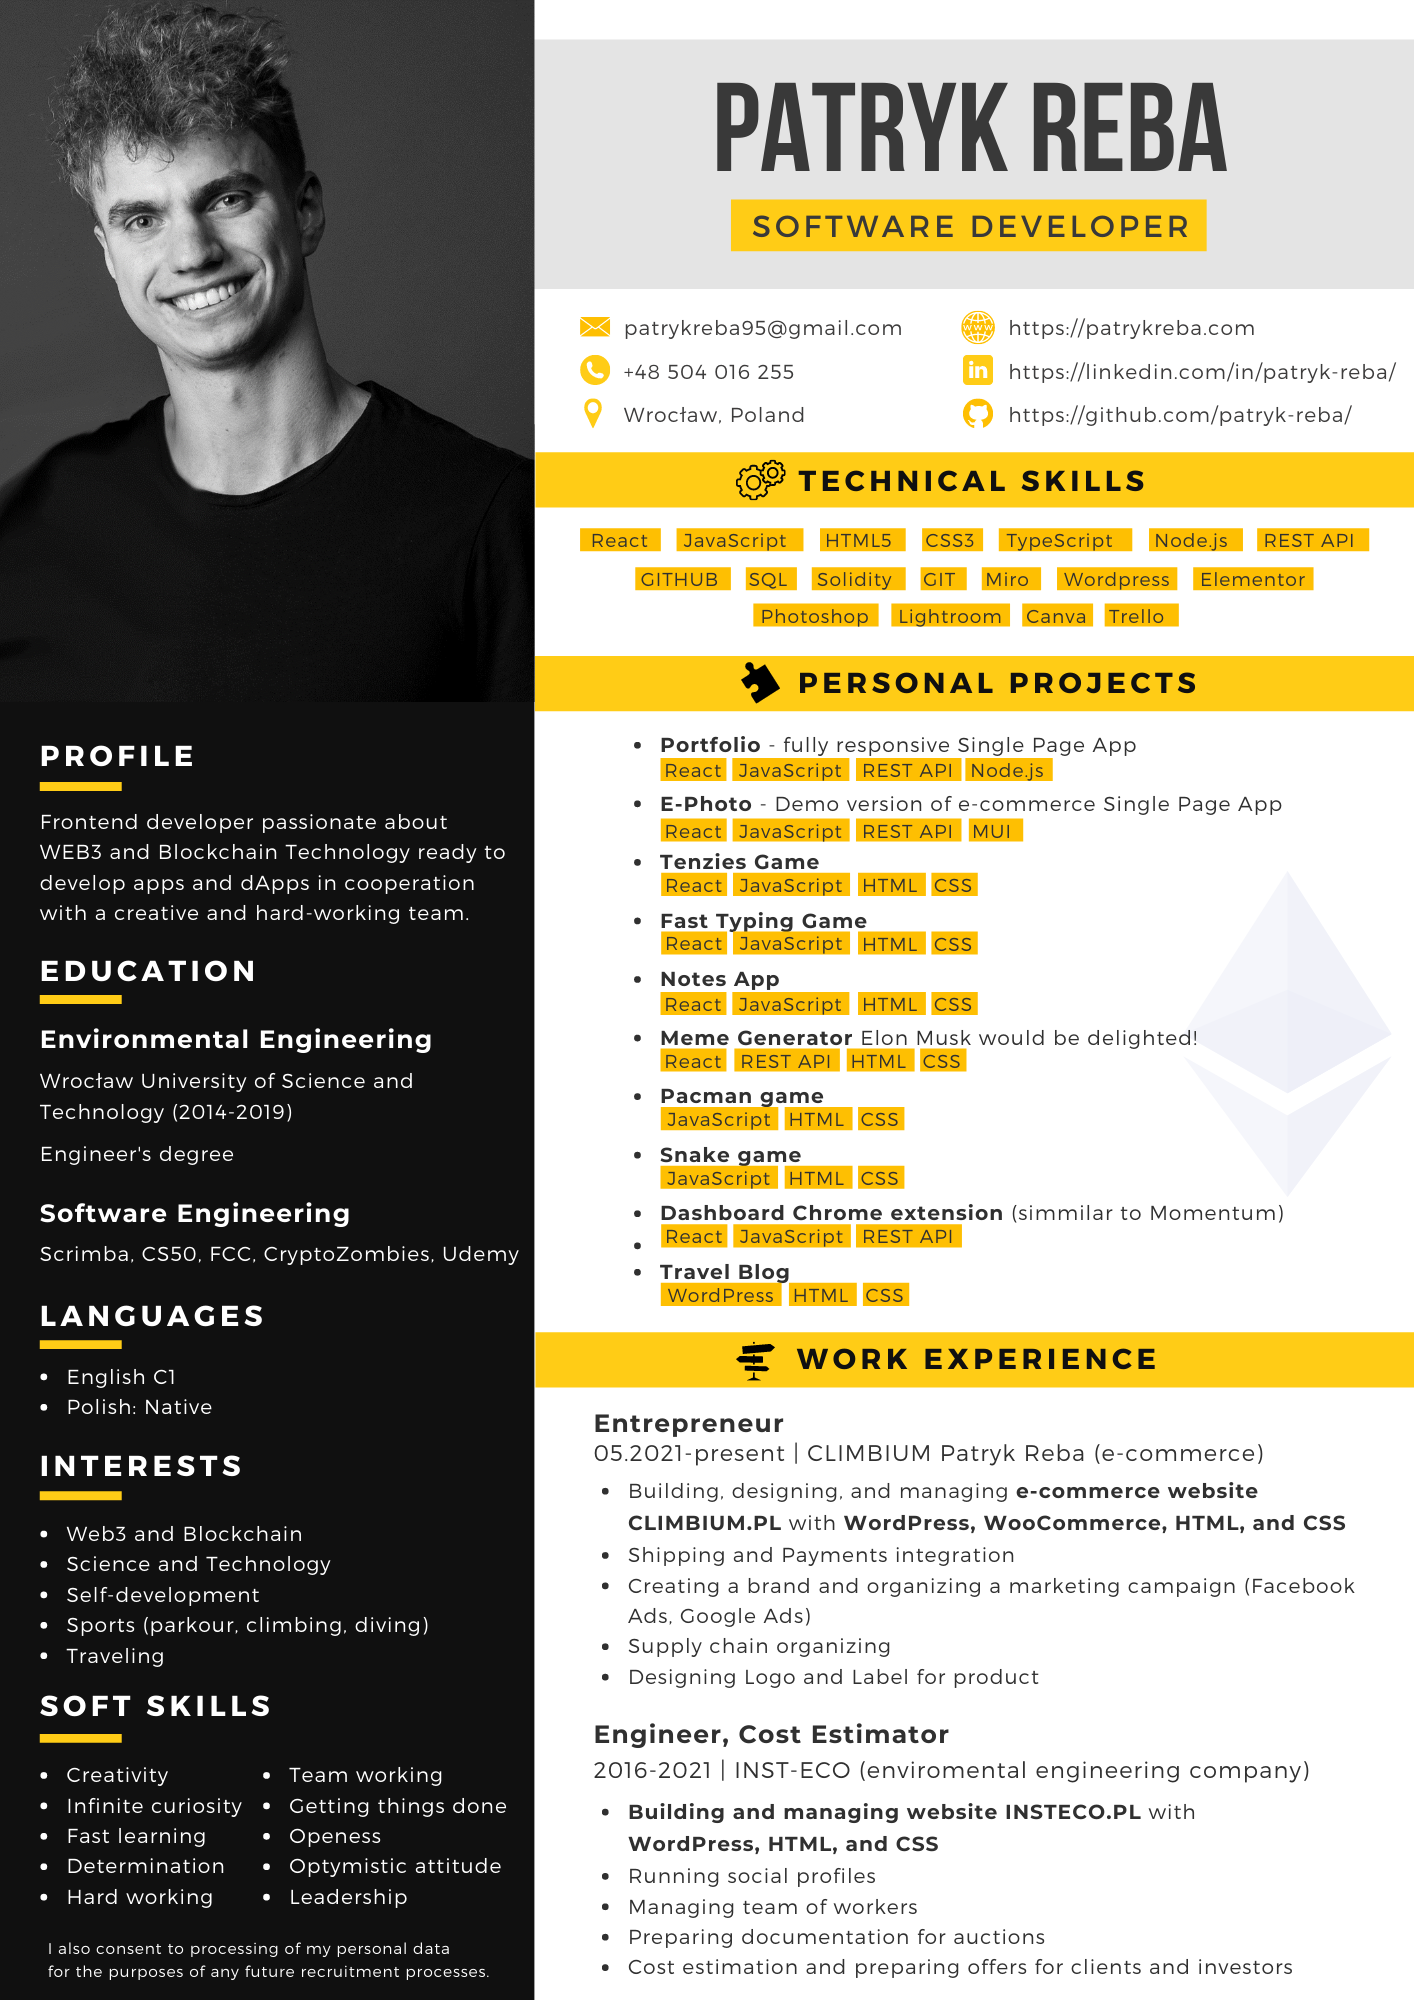 PATRYK REBA
SOFTWARE DEVELOPER
patrykreba95@gmail.com
https://patrykreba.com
+48 504 016 255
https://linkedin.com/in/patryk-reba/
Wrocław, Poland
https://github.com/patryk-reba/
TECHNICAL SKILLS
React JavaScript HTML5 CSS3 TypeScript Node.js REST API
GITHUB SQL Solidity GIT Miro Wordpress Elementor
Photoshop Lightroom Canva Trello
PERSONAL PROJECTS
• Portfolio - fully responsive Single Page App
React JavaScript REST API Node.js
• E-Photo - Demo version of e-commerce Single Page App
React JavaScript REST API MUI
• Tenzies Game
React JavaScript HTML CSS
• Fast Typing Game
React JavaScript HTML CSS
• Notes App
React JavaScript HTML CSS
• Meme Generator Elon Musk would be delighted!
React REST API HTML CSS
• Pacman game
JavaScript HTML CSS
• Snake game
JavaScript HTML CSS
• Dashboard Chrome extension (simmilar to Momentum)
• React JavaScript REST API
• Travel Blog
WordPress HTML CSS
WORK EXPERIENCE
Entrepreneur
05.2021-present | CLIMBIUM Patryk Reba (e-commerce)
• Building, designing, and managing e-commerce website
CLIMBIUM.PL with WordPress, WooCommerce, HTML, and CSS
• Shipping and Payments integration
• Creating a brand and organizing a marketing campaign (Facebook
Ads, Google Ads)
• Supply chain organizing
• Designing Logo and Label for product
Engineer, Cost Estimator
2016-2021 | INST-ECO (enviromental engineering company)
• Building and managing website INSTECO.PL with
WordPress, HTML, and CSS
• Running social profiles
• Managing team of workers
• Preparing documentation for auctions
• Cost estimation and preparing offers for clients and investors
PROFILE
Frontend developer passionate about
WEB3 and Blockchain Technology ready to
develop apps and dApps in cooperation
with a creative and hard-working team.
EDUCATION
Environmental Engineering
Wrocław University of Science and
Technology (2014-2019)
Engineer's degree
Software Engineering
Scrimba, CS50, FCC, CryptoZombies, Udemy
LANGUAGES
• English C1
• Polish: Native
INTERESTS
• Web3 and Blockchain
• Science and Technology
• Self-development
• Sports (parkour, climbing, diving)
• Traveling
SOFT SKILLS
• Creativity
• Infinite curiosity
• Fast learning
• Determination
• Hard working
• Team working
• Getting things done
• Openess
• Optymistic attitude
• Leadership
I also consent to processing of my personal data
for the purposes of any future recruitment processes.